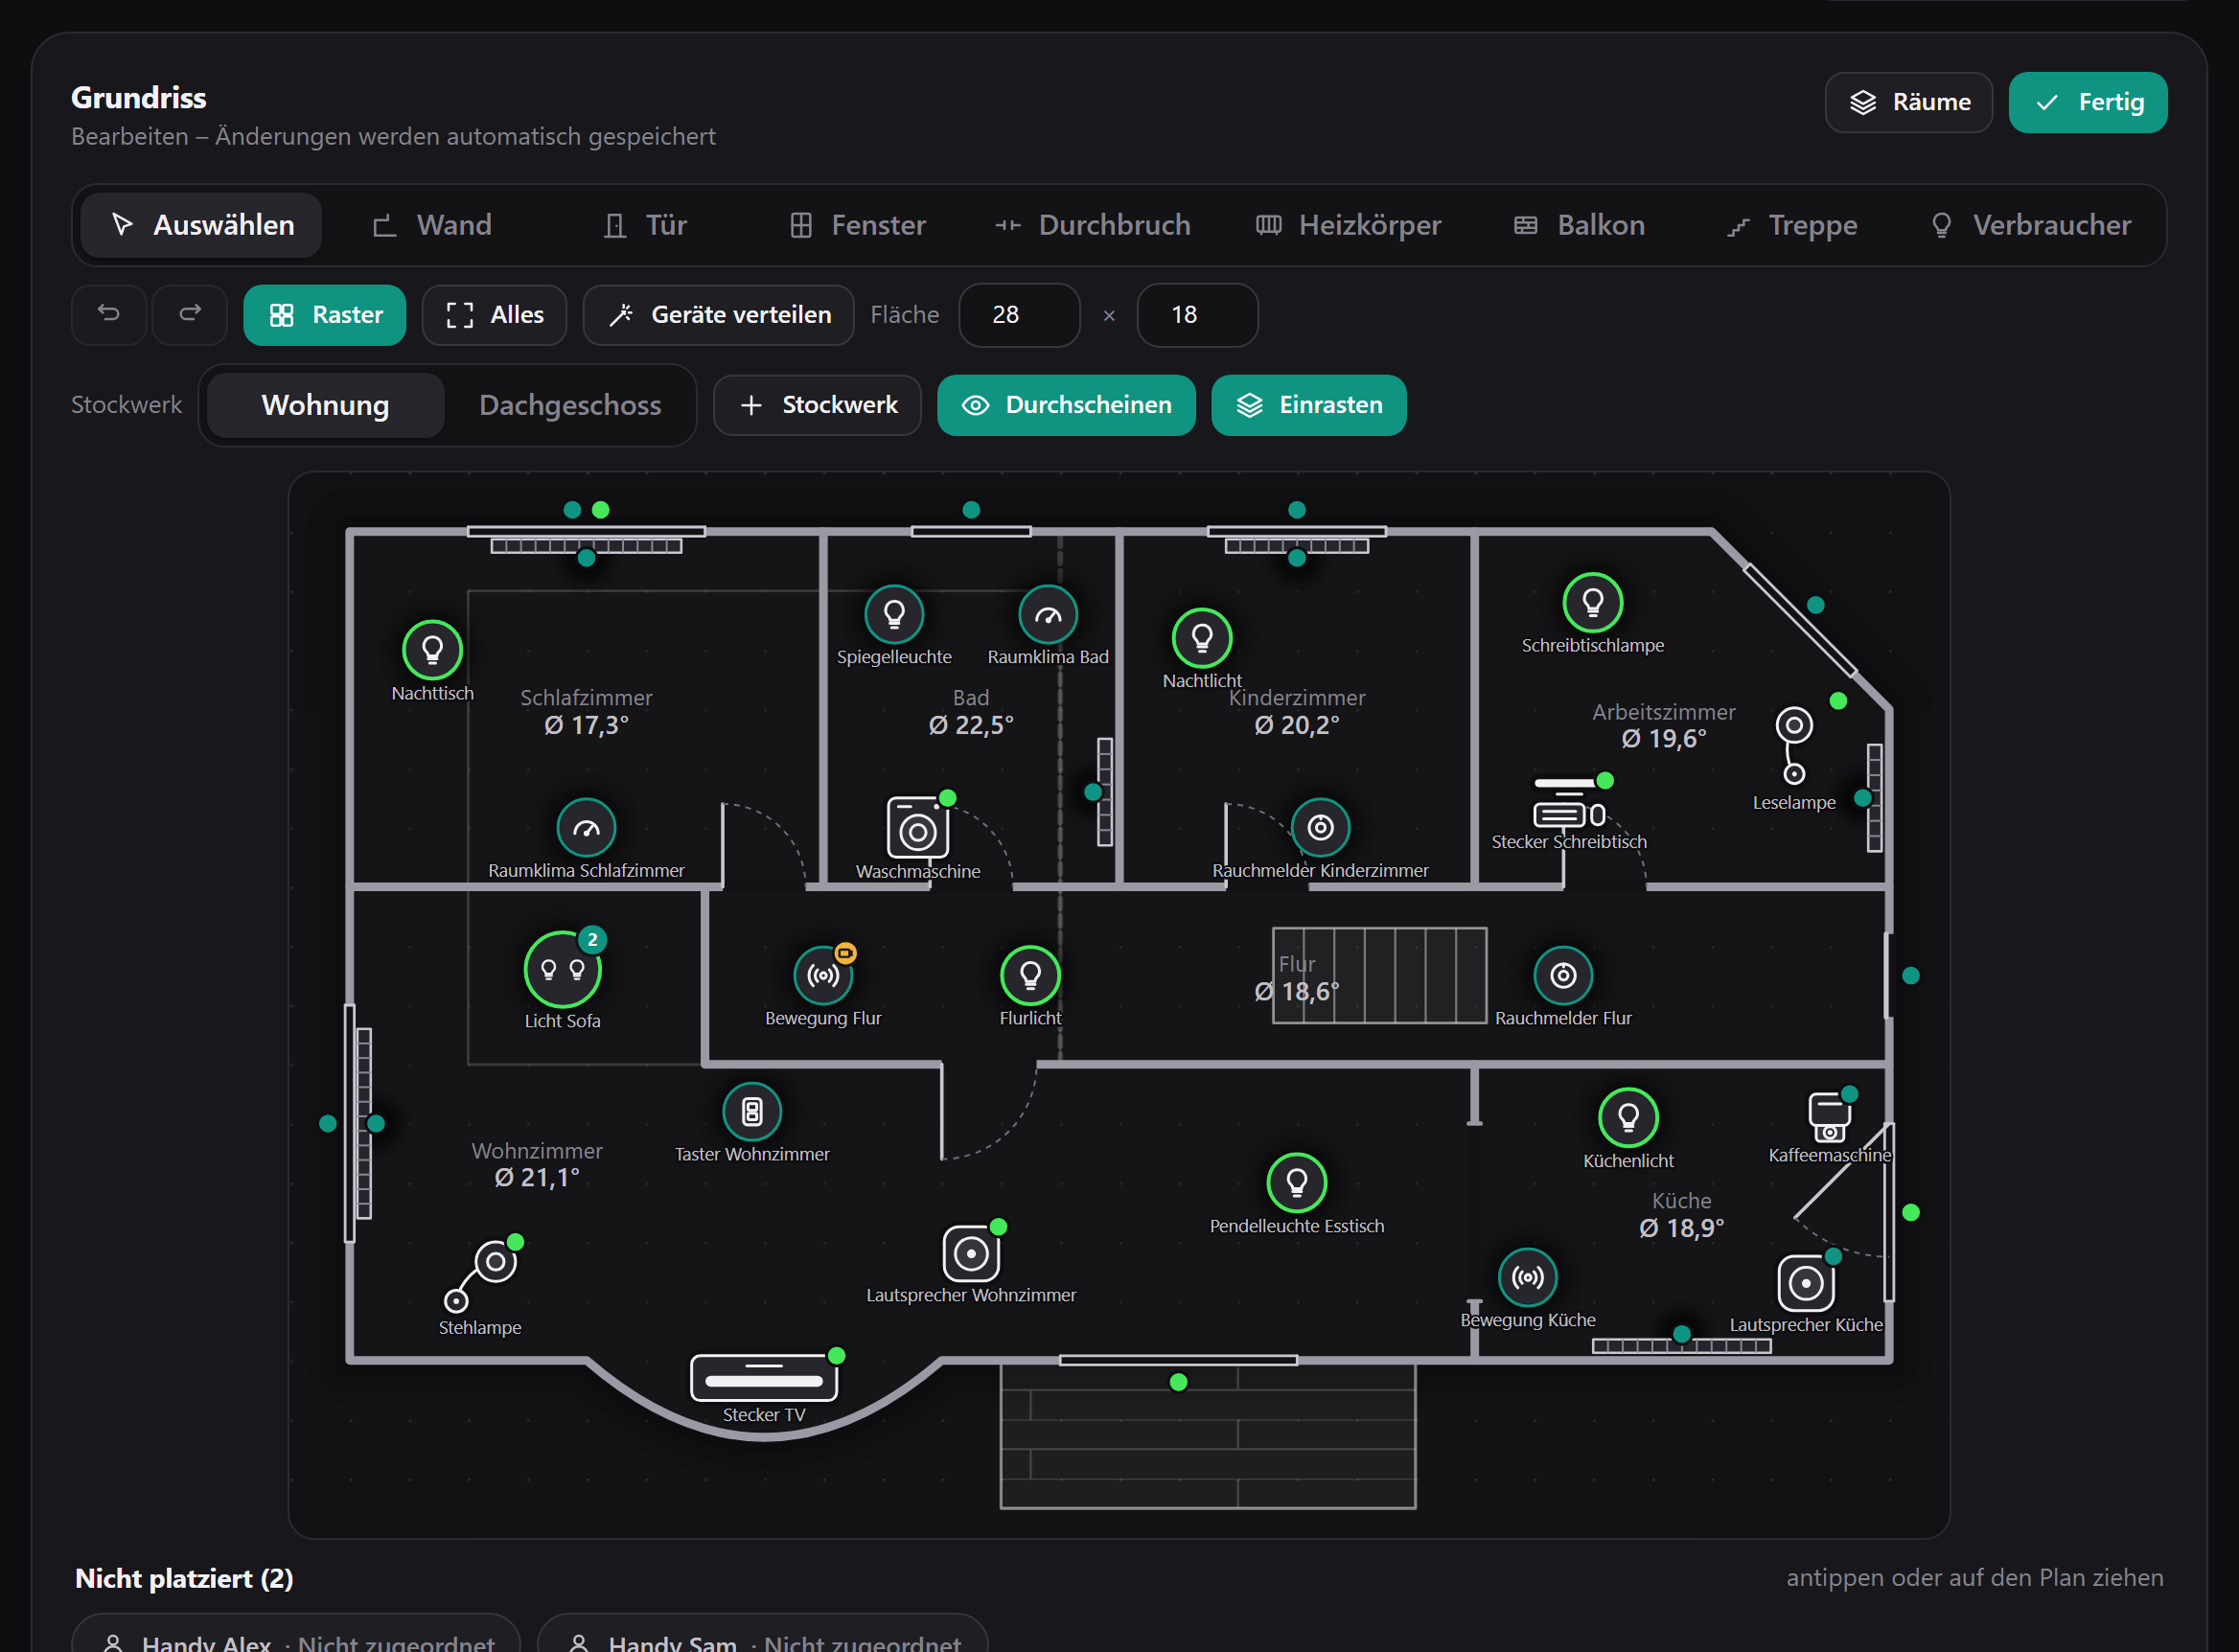 Grundriss
Bearbeiten – Änderungen werden automatisch gespeichert
Räume
Fertig
Auswählen
Wand
Tür
Fenster
Durchbruch
Heizkörper
Balkon
Treppe
Verbraucher
Raster
Alles
Geräte verteilen
Fläche
28
×
18
Stockwerk
Wohnung
Dachgeschoss
Stockwerk
Durchscheinen
Einrasten
Nachttisch
Schlafzimmer
Ø 17,3°
Raumklima Schlafzimmer
Spiegelleuchte
Raumklima Bad
Bad
Ø 22,5°
Waschmaschine
Nachtlicht
Kinderzimmer
Ø 20,2°
Rauchmelder Kinderzimmer
Schreibtischlampe
Arbeitszimmer
Ø 19,6°
Leselampe
Stecker Schreibtisch
2
Licht Sofa
Bewegung Flur
Flurlicht
Flur
Ø 18,6°
Rauchmelder Flur
Taster Wohnzimmer
Wohnzimmer
Ø 21,1°
Stehlampe
Lautsprecher Wohnzimmer
Stecker TV
Pendelleuchte Esstisch
Küchenlicht
Kaffeemaschine
Küche
Ø 18,9°
Bewegung Küche
Lautsprecher Küche
Nicht platziert (2)
antippen oder auf den Plan ziehen
Handy Alex · Nicht zugeordnet
Handy Sam · Nicht zugeordnet